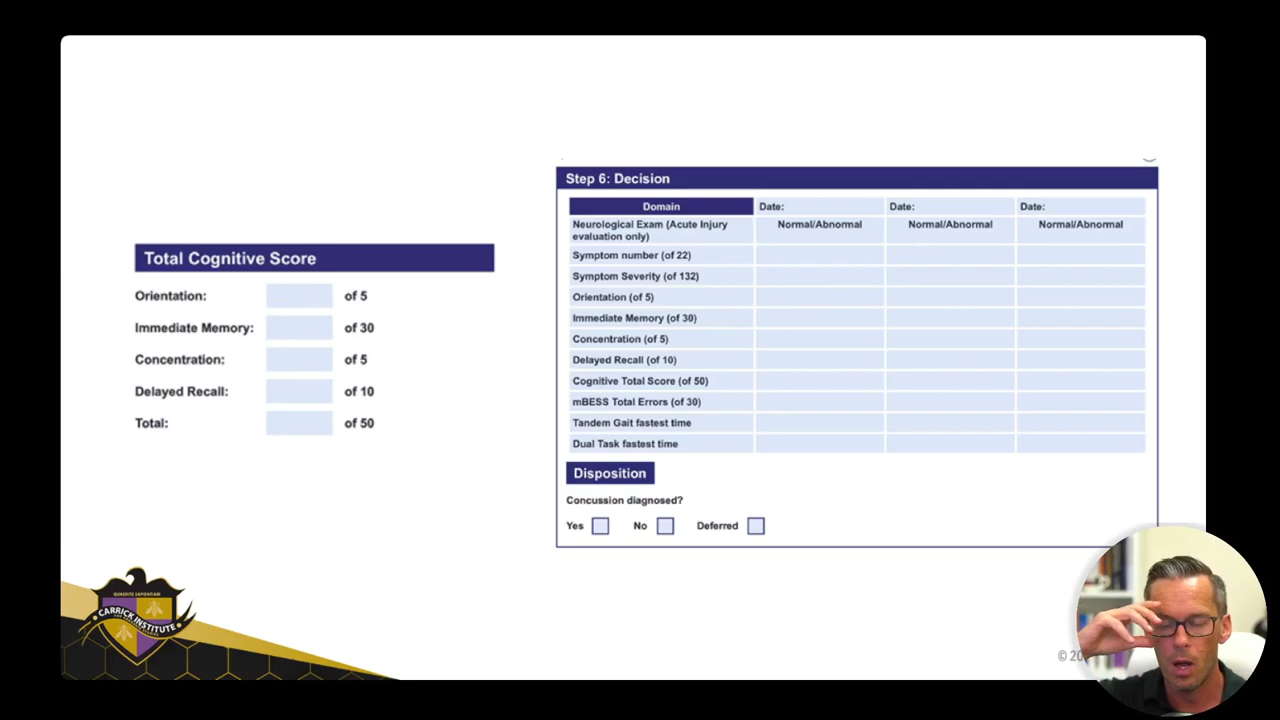 Total Cognitive Score
Orientation: of 5
Immediate Memory: of 30
Concentration: of 5
Delayed Recall: of 10
Total: of 50
Step 6: Decision
Domain Date: Date: Date:
Neurological Exam (Acute Injury
evaluation only) Normal/Abnormal Normal/Abnormal Normal/Abnormal
Symptom number (of 22)
Symptom Severity (of 132)
Orientation (of 5)
Immediate Memory (of 30)
Concentration (of 5)
Delayed Recall (of 10)
Cognitive Total Score (of 50)
mBESS Total Errors (of 30)
Tandem Gait fastest time
Dual Task fastest time
Disposition
Concussion diagnosed?
Yes No Deferred
CARRICK INSTITUTE
© 20